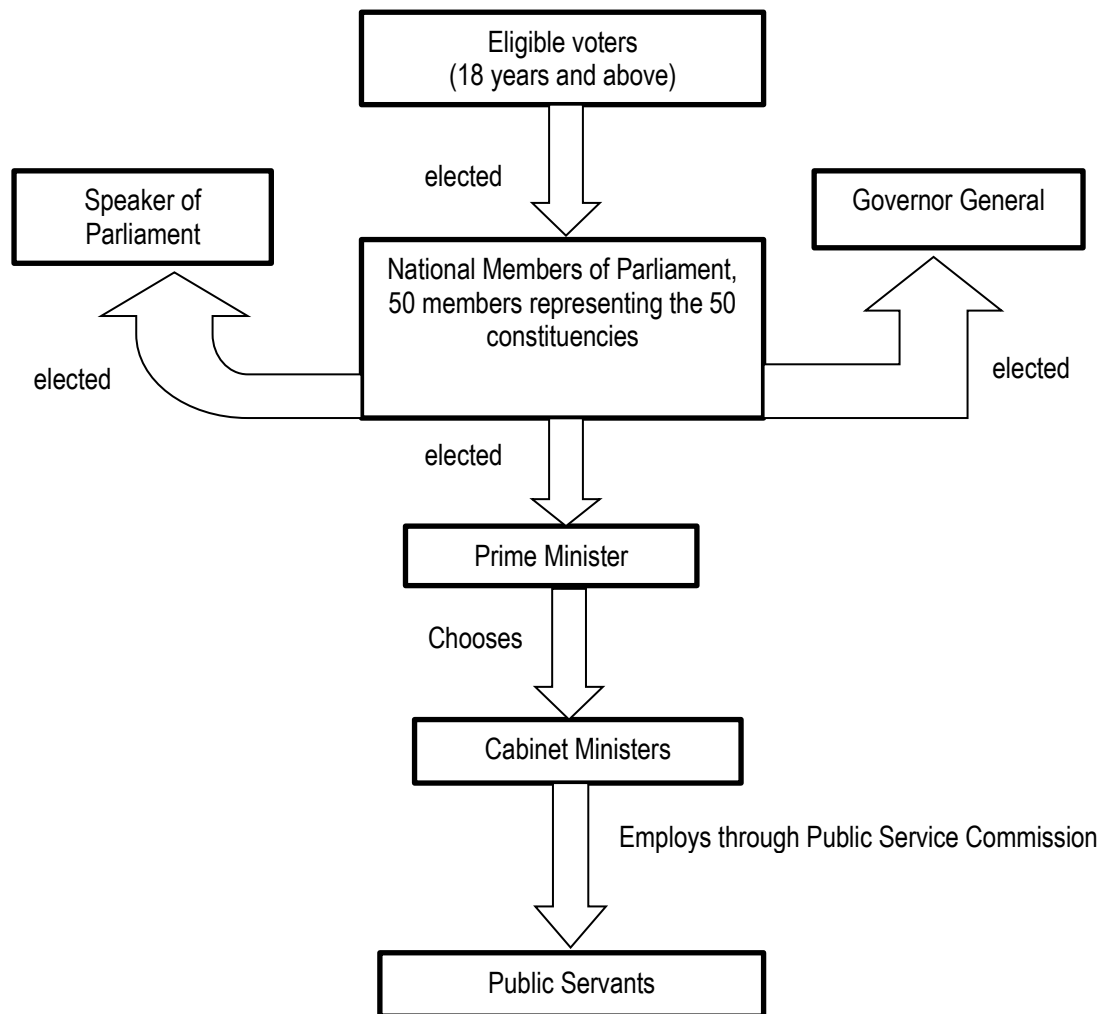 Eligible voters
(18 years and above)
elected
Speaker of
Parliament
Governor General
National Members of Parliament,
50 members representing the 50
constituencies
elected
elected
elected
Prime Minister
Chooses
Cabinet Ministers
Employs through Public Service Commission
Public Servants